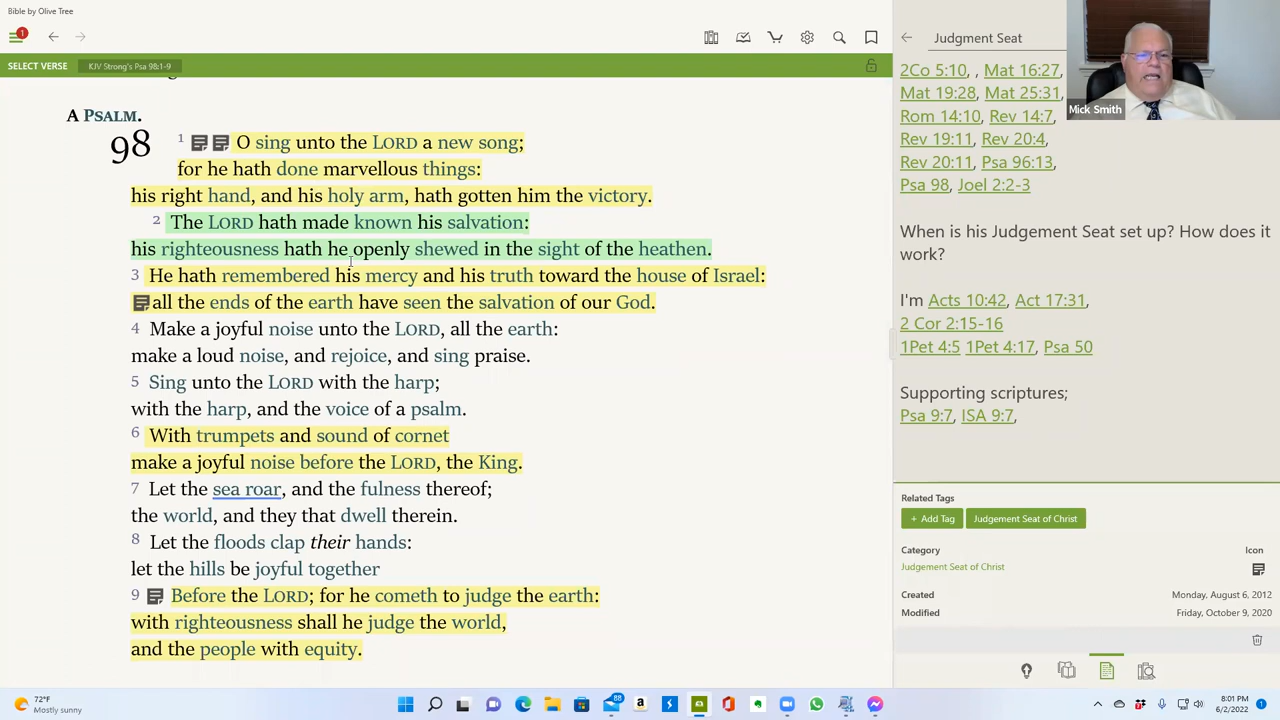 Bible by Olive Tree
1
SELECT VERSE KJV Strong's Psa 98:1-9
A PSALM.
98
1 O sing unto the LORD a new song;
for he hath done marvellous things:
his right hand, and his holy arm, hath gotten him the victory.
2 The LORD hath made known his salvation:
his righteousness hath he openly shewed in the sight of the heathen.
3 He hath remembered his mercy and his truth toward the house of Israel:
all the ends of the earth have seen the salvation of our God.
4 Make a joyful noise unto the LORD, all the earth:
make a loud noise, and rejoice, and sing praise.
5 Sing unto the LORD with the harp;
with the harp, and the voice of a psalm.
6 With trumpets and sound of cornet
make a joyful noise before the LORD, the King.
7 Let the sea roar, and the fulness thereof;
the world, and they that dwell therein.
8 Let the floods clap their hands:
let the hills be joyful together
9 Before the LORD; for he cometh to judge the earth:
with righteousness shall he judge the world,
and the people with equity.
Judgment Seat
2Co 5:10, , Mat 16:27,
Mat 19:28, Mat 25:31,
Rom 14:10, Rev 14:7,
Rev 19:11, Rev 20:4,
Rev 20:11, Psa 96:13,
Psa 98, Joel 2:2-3
When is his Judgement Seat set up? How does it
work?
I'm Acts 10:42, Act 17:31,
2 Cor 2:15-16
1Pet 4:5 1Pet 4:17, Psa 50
Supporting scriptures;
Psa 9:7, ISA 9:7,
Related Tags
+ Add Tag Judgement Seat of Christ
Category Icon
Judgement Seat of Christ
Created Monday, August 6, 2012
Modified Friday, October 9, 2020
Mick Smith
72°F
Mostly sunny
88
8:01 PM
6/2/2022
1